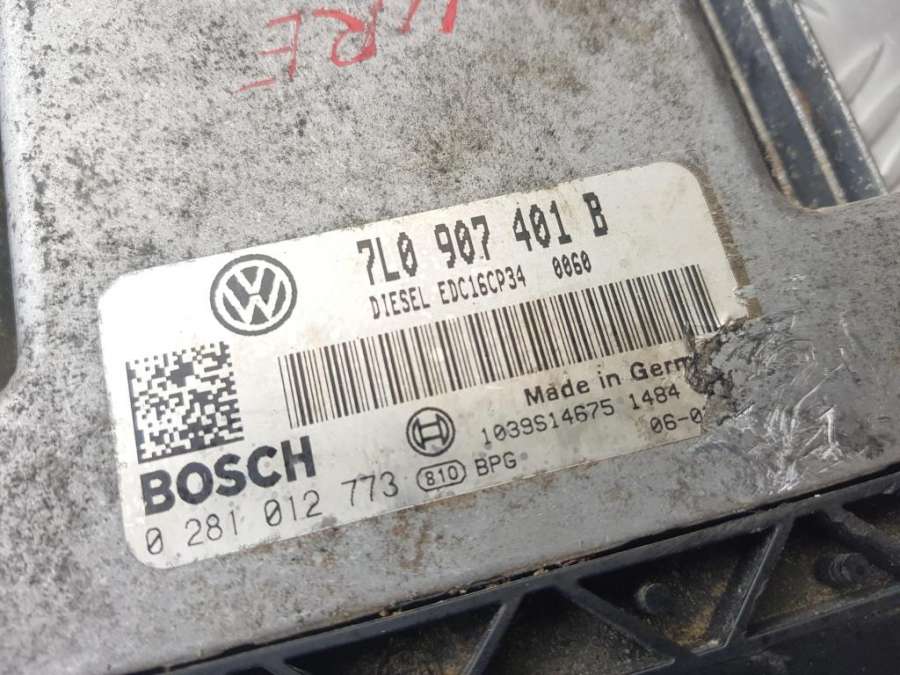 URE
7L0 907 401 B
DIESEL EDC16CP34 0060
Made in Germ
1039S14675 1484
06-0
BOSCH
0 281 012 773 810 BPG